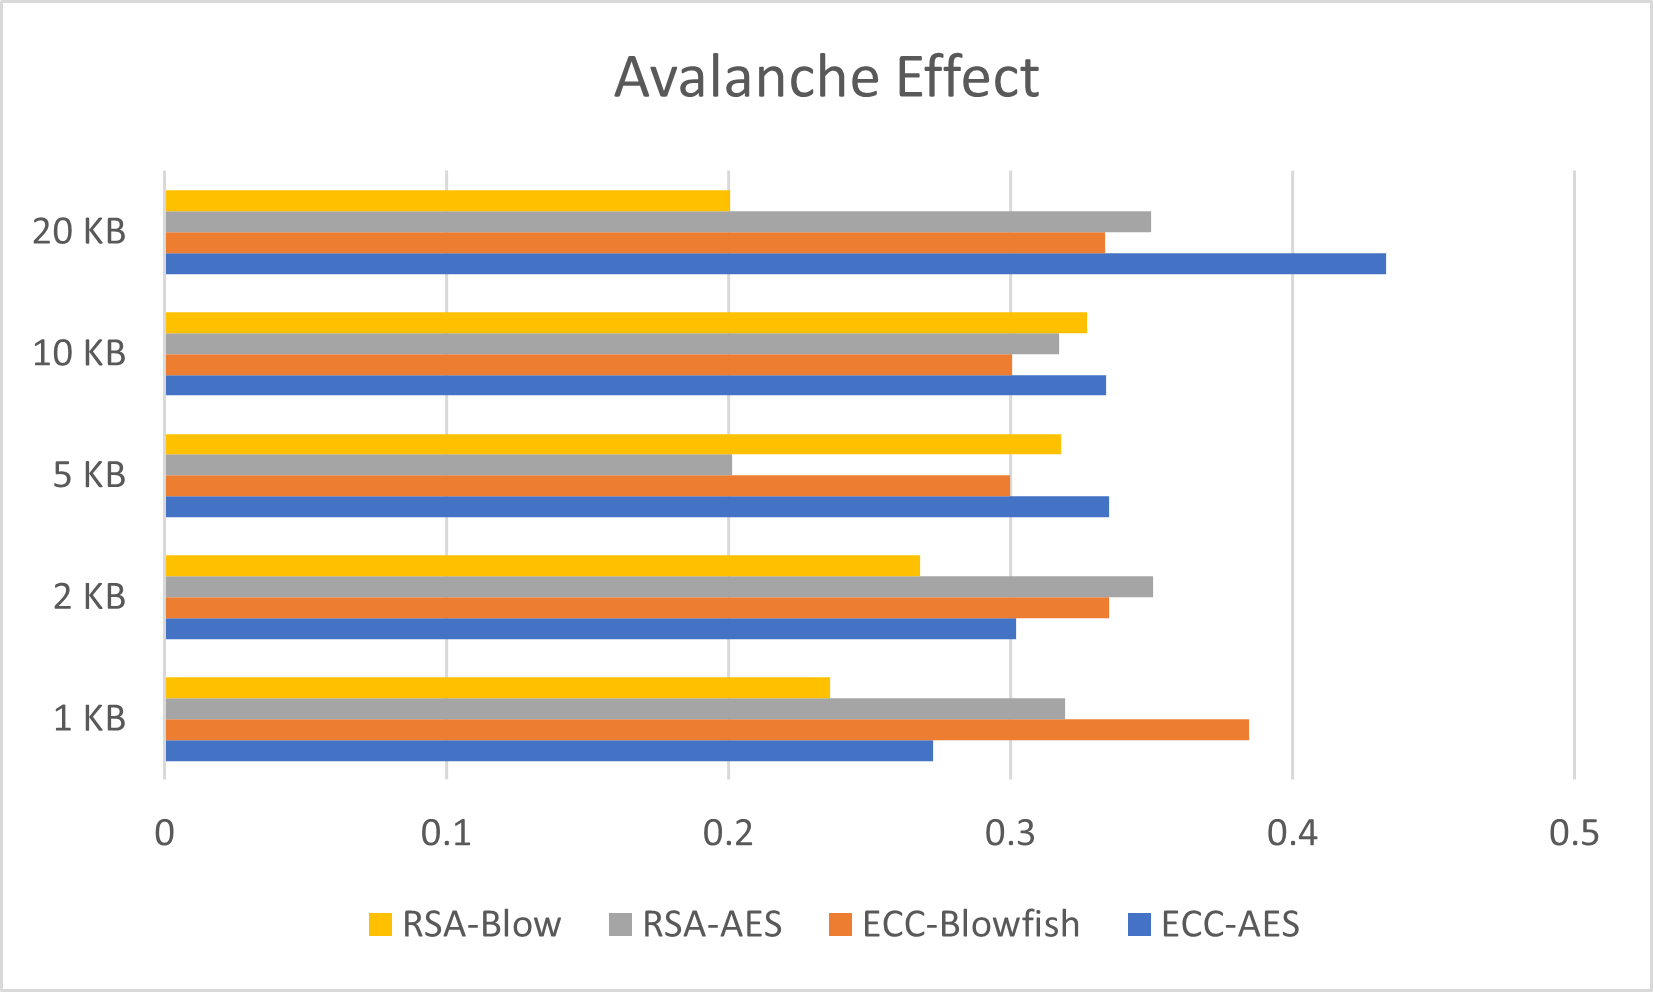 Avalanche Effect
20 KB
10 KB
5 KB
2 KB
1 KB
0 0.1 0.2 0.3 0.4 0.5
RSA-Blow RSA-AES ECC-Blowfish ECC-AES